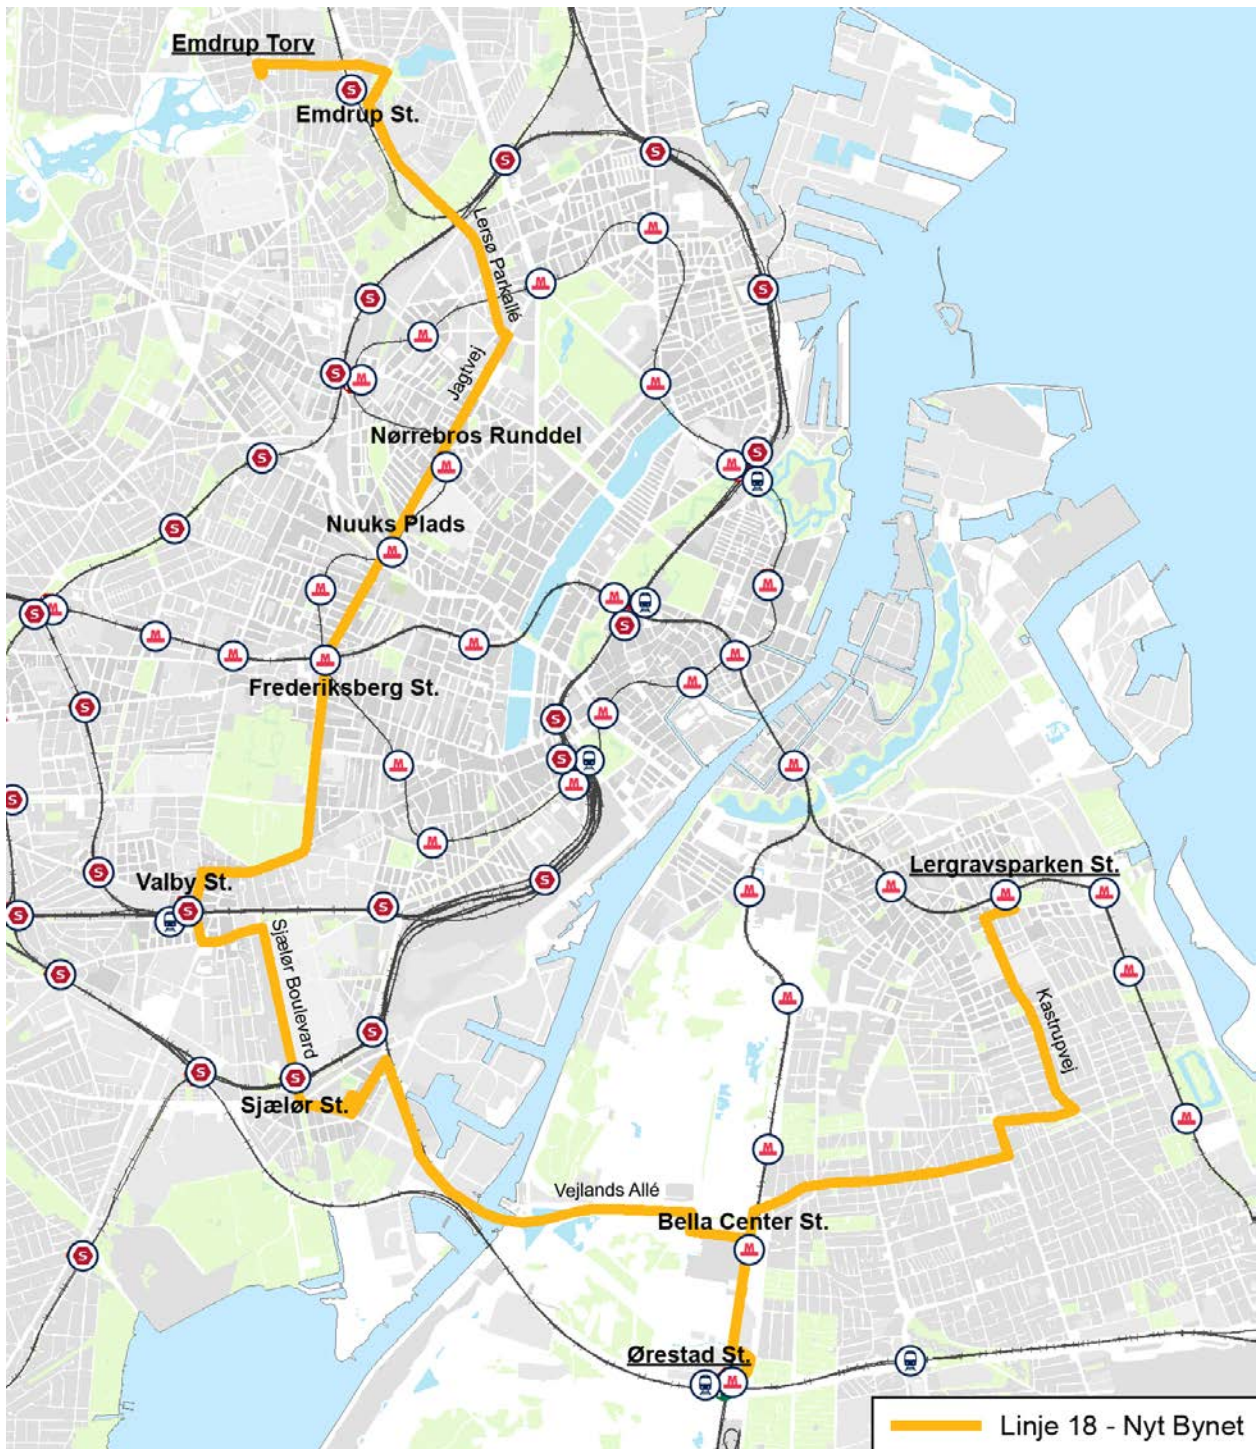 Emdrup Torv
Emdrup St.
Lersø Parkallé
Jagtvej
Nørrebros Runddel
Nuuks Plads
Frederiksberg St.
Valby St.
Lergravsparken St.
Sjælør Boulevard
Kastrupvej
Sjælør St.
Vejlands Allé
Bella Center St.
Ørestad St.
Linje 18 - Nyt Bynet